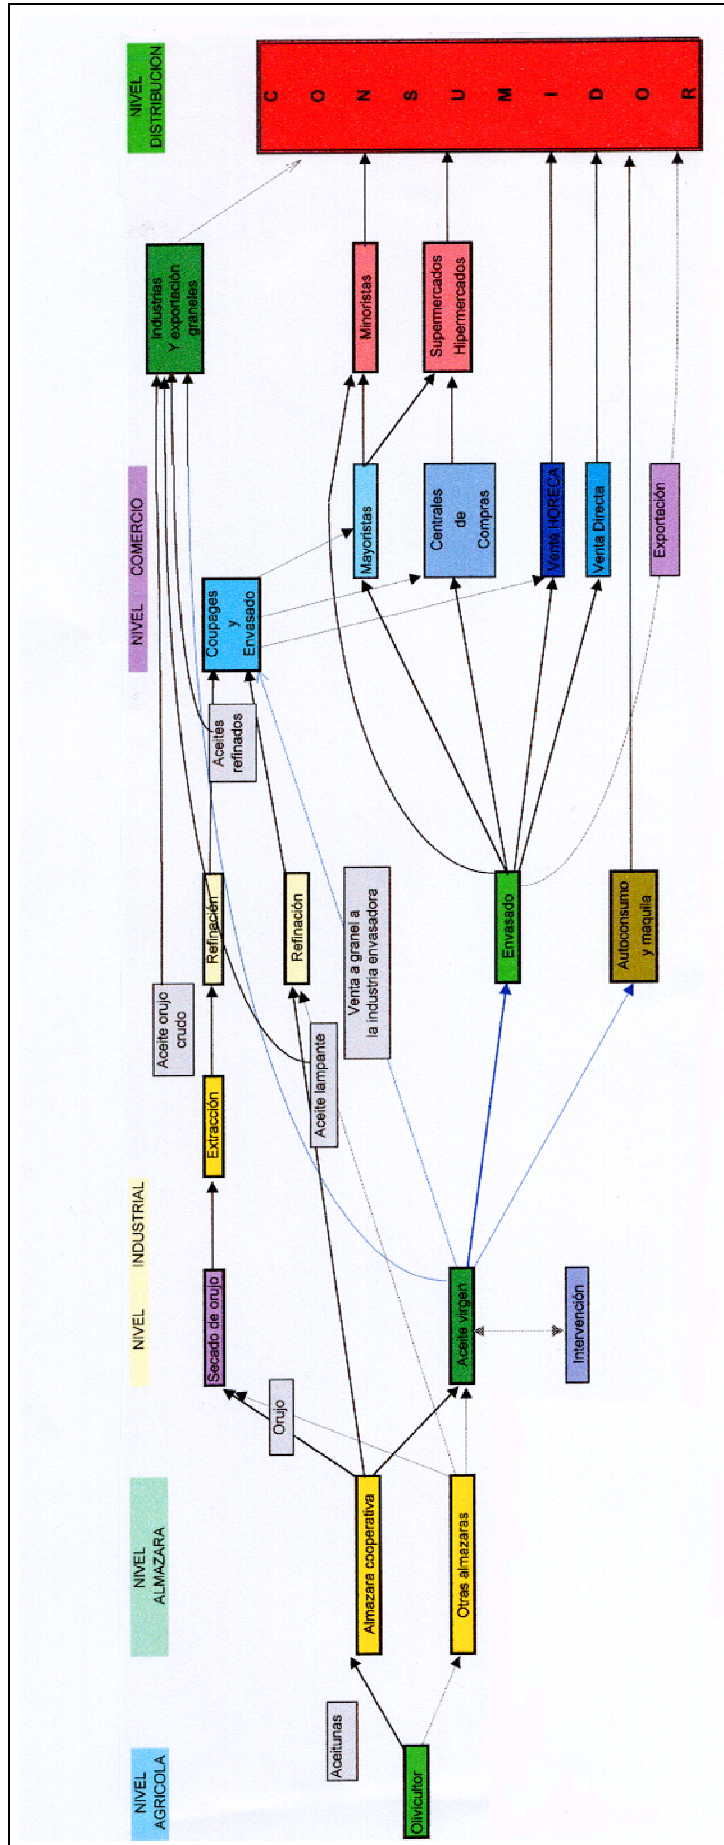 NIVEL
AGRICOLA
NIVEL
ALMAZARA
NIVEL INDUSTRIAL
NIVEL COMERCIO
NIVEL
DISTRIBUCION
Aceitunas
Olivicultor
Almazara cooperativa
Otras almazaras
Orujo
Secado de orujo
Aceite virgen
Intervención
Extracción
Aceite orujo
crudo
Aceite lampante
Refinación
Refinación
Venta a granel a
la industria envasadora
Envasado
Autoconsumo
y maquila
Aceites
refinados
Coupages
y
Envasado
Mayoristas
Centrales
de
Compras
Venta HORECA
Venta Directa
Exportación
Industrias
Y exportación
graneles
Minoristas
Supermercados
Hipermercados
C O N S U M I D O R